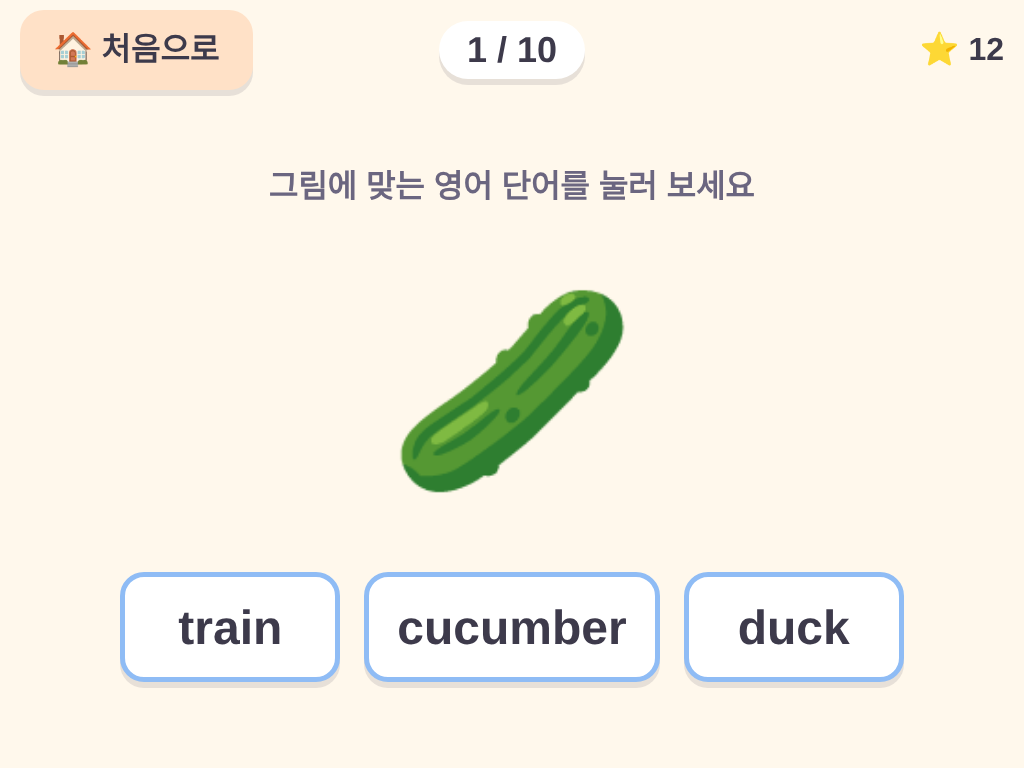 처음으로
1 / 10
12
그림에 맞는 영어 단어를 눌러 보세요
train
cucumber
duck